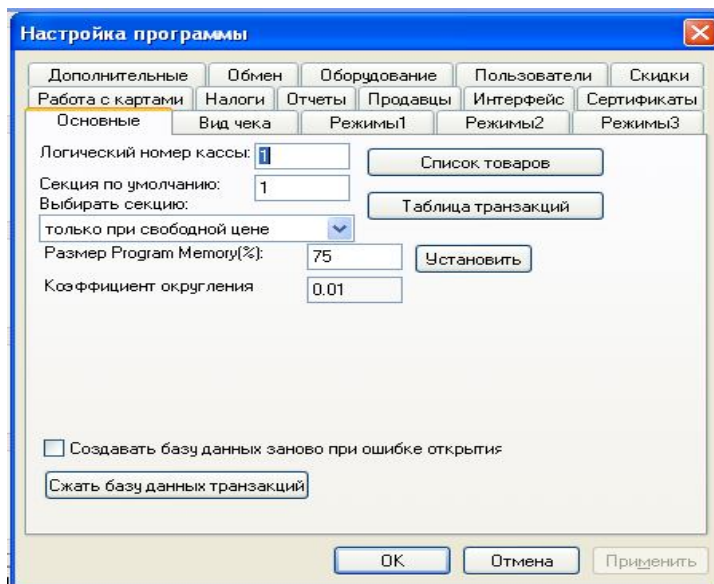 Настройка программы
Дополнительные Обмен Оборудование Пользователи Скидки
Работа с картами Налоги Отчеты Продавцы Интерфейс Сертификаты
Основные Вид чека Режимы1 Режимы2 Режимы3
Логический номер кассы: 1 Список товаров
Секция по умолчанию: 1
Выбирать секцию: Таблица транзакций
только при свободной цене
Размер Program Memory(%): 75 Установить
Коэффициент округления 0.01
Создавать базу данных заново при ошибке открытия
Сжать базу данных транзакций
OK Отмена Применить